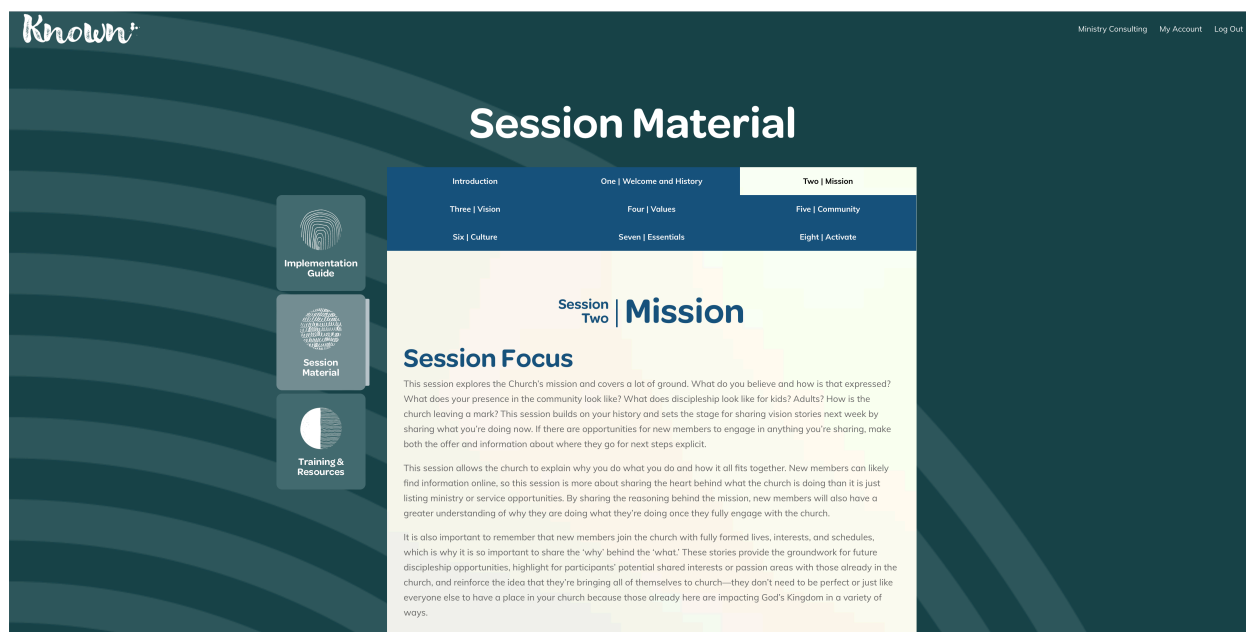 Known
Ministry Consulting My Account Log Out
Session Material
Introduction One | Welcome and History Two | Mission
Three | Vision Four | Values Five | Community
Six | Culture Seven | Essentials Eight | Activate
Implementation
Guide
Session
Material
Training &
Resources
Session
Two | Mission
Session Focus
This session explores the Church's mission and covers a lot of ground. What do you believe and how is that expressed?
What does your presence in the community look like? What does discipleship look like for kids? Adults? How is the
church leaving a mark? This session builds on your history and sets the stage for sharing vision stories next week by
sharing what you're doing now. If there are opportunities for new members to engage in anything you're sharing, make
both the offer and information about where they go for next steps explicit.
This session allows the church to explain why you do what you do and how it all fits together. New members can likely
find information online, so this session is more about sharing the heart behind what the church is doing than it is just
listing ministry or service opportunities. By sharing the reasoning behind the mission, new members will also have a
greater understanding of why they are doing what they're doing once they fully engage with the church.
It is also important to remember that new members join the church with fully formed lives, interests, and schedules,
which is why it is so important to share the 'why' behind the 'what.' These stories provide the groundwork for future
discipleship opportunities, highlight for participants' potential shared interests or passion areas with those already in the
church, and reinforce the idea that they're bringing all of themselves to church—they don't need to be perfect or just like
everyone else to have a place in your church because those already here are impacting God's Kingdom in a variety of
ways.